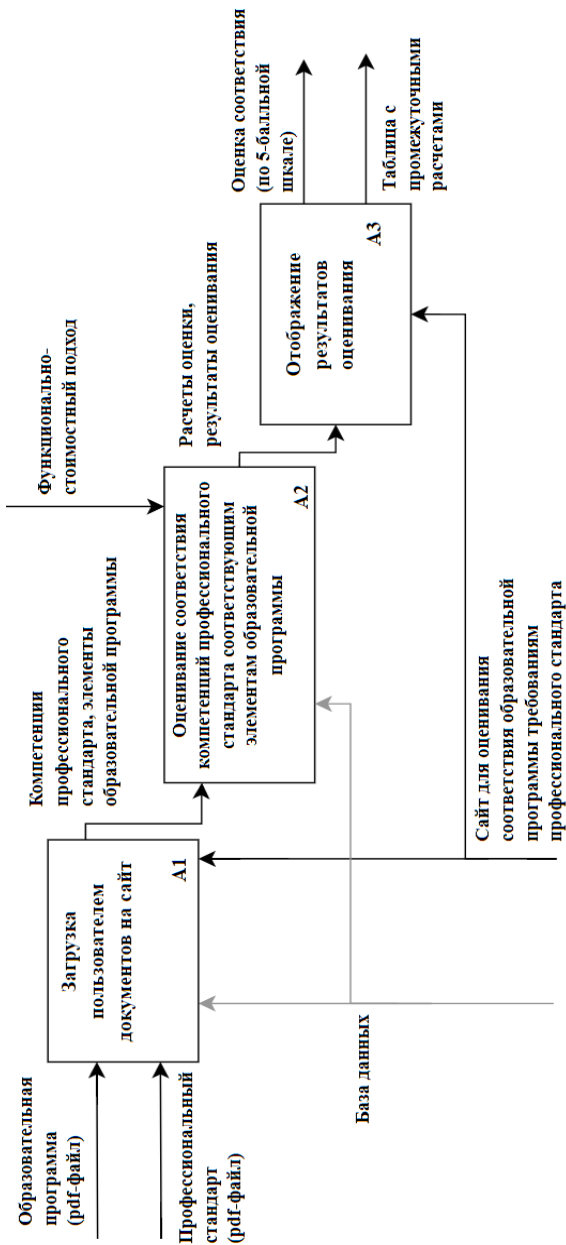 Образовательная
программа
(pdf-файл)
Профессиональный
стандарт
(pdf-файл)
Загрузка
пользователем
документов на сайт
А1
Компетенции
профессионального
стандарта, элементы
образовательной программы
Функционально-
стоимостный подход
Оценивание соответствия
компетенций профессионального
стандарта соответствующим
элементам образовательной
программы
А2
Расчеты оценки,
результаты оценивания
Отображение
результатов
оценивания
А3
Оценка соответствия
(по 5-балльной
шкале)
Таблица с
промежуточными
расчетами
База данных
Сайт для оценивания
соответствия образовательной
программы требованиям
профессионального стандарта